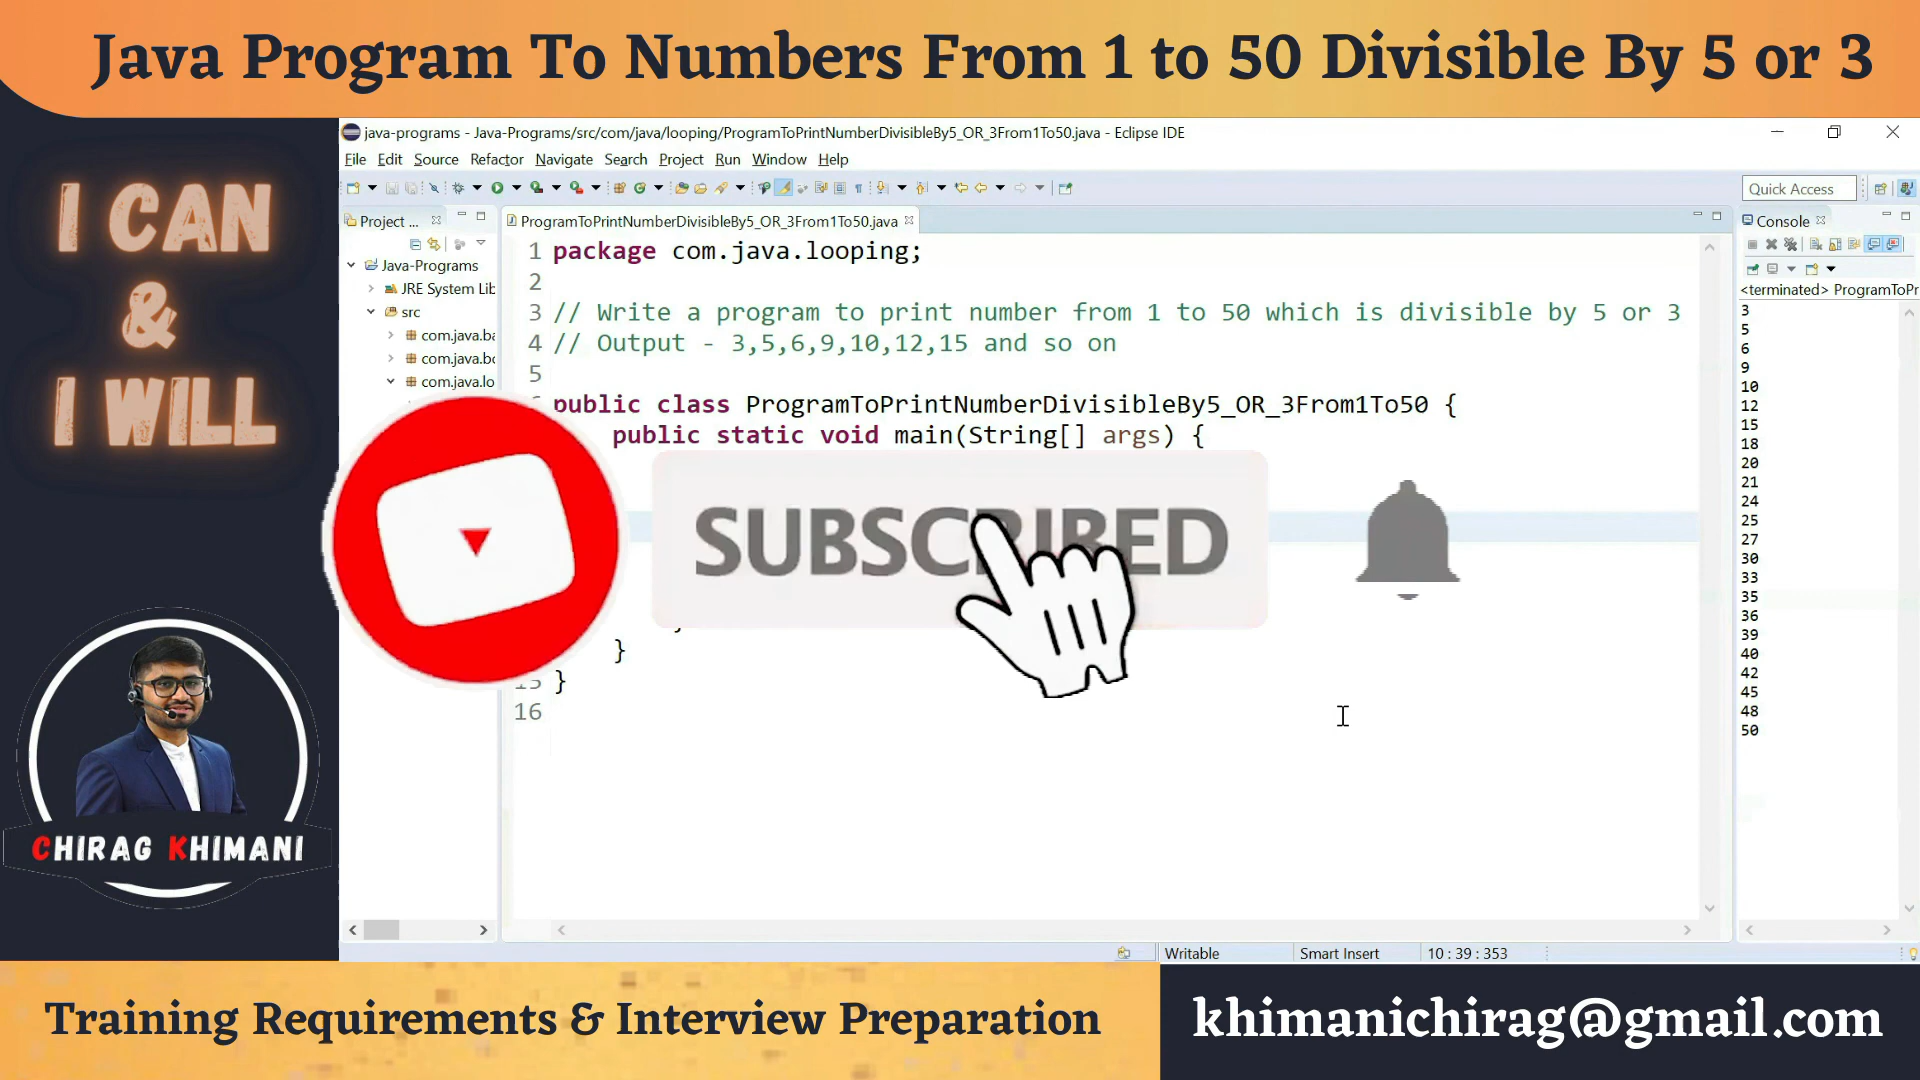 Java Program To Numbers From 1 to 50 Divisible By 5 or 3
I CAN
&
I WILL
CHIRAG KHIMANI
java-programs - Java-Programs/src/com/java/looping/ProgramToPrintNumberDivisibleBy5_OR_3From1To50.java - Eclipse IDE
File Edit Source Refactor Navigate Search Project Run Window Help
Quick Access
Project ...
Java-Programs
JRE System Lib
src
com.java.ba
com.java.bo
com.java.lo
ProgramToPrintNumberDivisibleBy5_OR_3From1To50.java
1 package com.java.looping;
2
3 // Write a program to print number from 1 to 50 which is divisible by 5 or 3
4 // Output - 3,5,6,9,10,12,15 and so on
5
public class ProgramToPrintNumberDivisibleBy5_OR_3From1To50 {
public static void main(String[] args) {
SUBSCRIBED
}
15 }
16
Console
<terminated> ProgramToPr
3
5
6
9
10
12
15
18
20
21
24
25
27
30
33
35
36
39
40
42
45
48
50
Writable Smart Insert 10 : 39 : 353
Training Requirements & Interview Preparation
khimanichirag@gmail.com